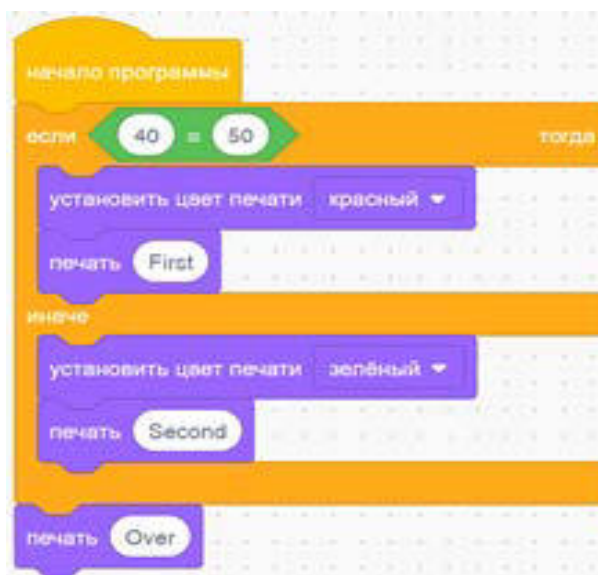 начало программы
если 40 = 50 тогда
установить цвет печати красный
печать First
иначе
установить цвет печати зелёный
печать Second
печать Over